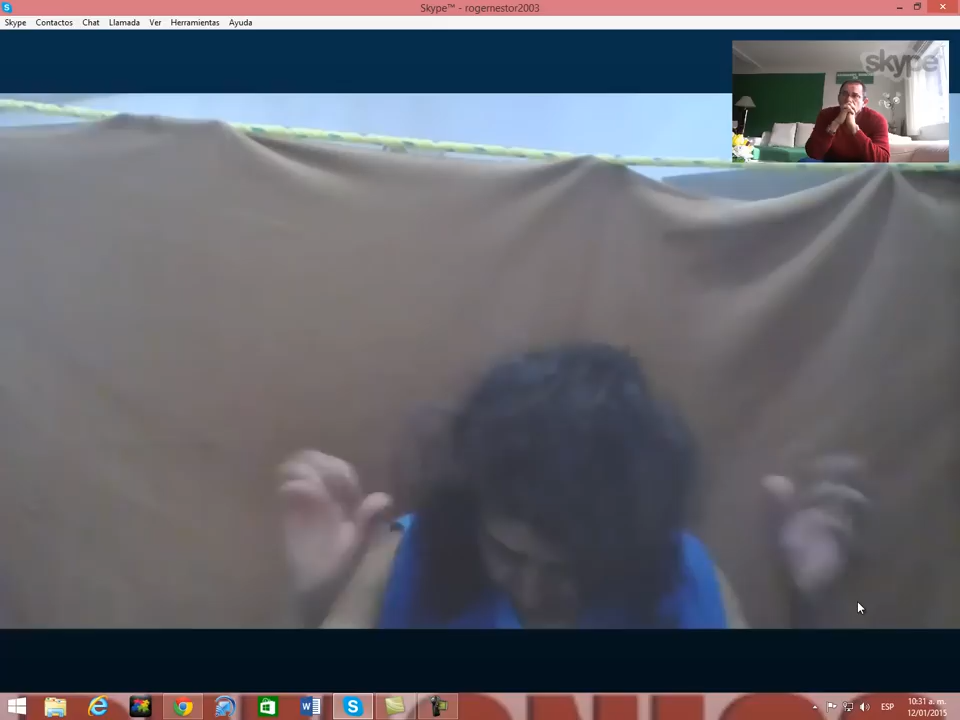 Skype™ - rogernestor2003
Skype Contactos Chat Llamada Ver Herramientas Ayuda
skype
ESP
10:31 a. m.
12/01/2015